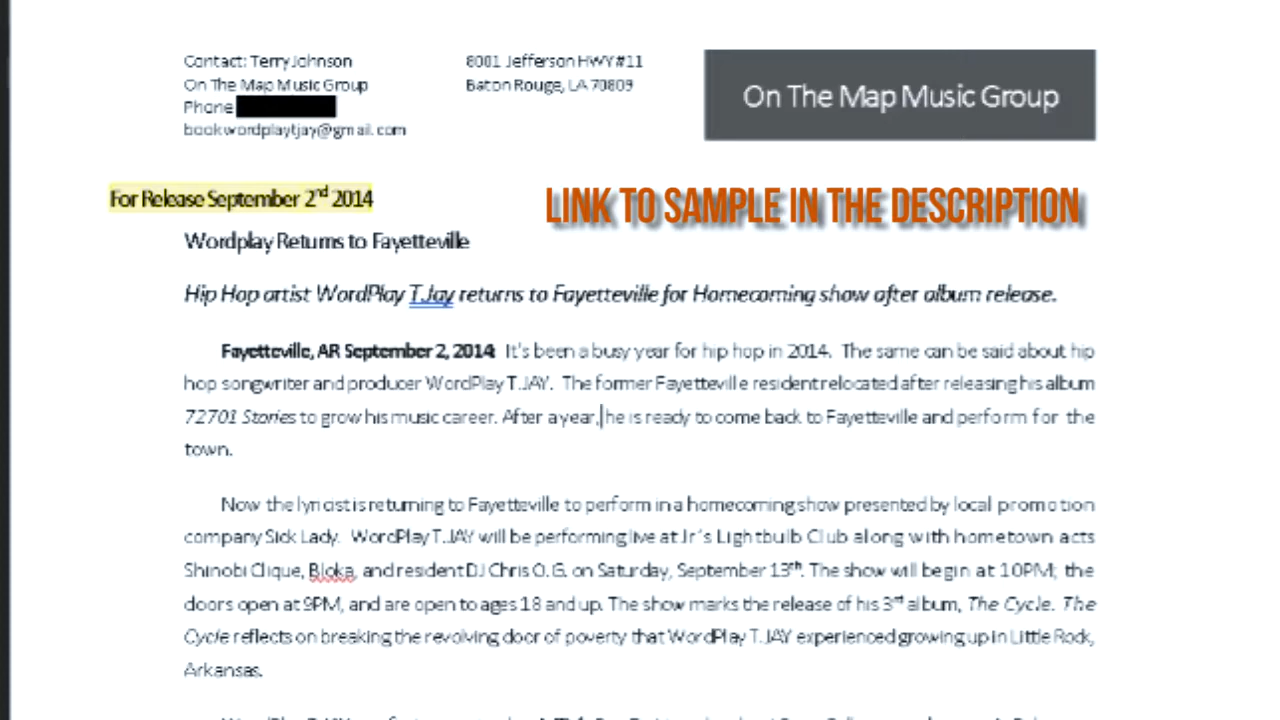 Contact: Terry Johnson
On The Map Music Group
Phone
bookwordplaytjay@gmail.com
8001 Jefferson HWY #11
Baton Rouge, LA 70809
On The Map Music Group
For Release September 2nd 2014
LINK TO SAMPLE IN THE DESCRIPTION
Wordplay Returns to Fayetteville
Hip Hop artist WordPlay T.Jay returns to Fayetteville for Homecoming show after album release.
Fayetteville, AR September 2, 2014: It's been a busy year for hip hop in 2014. The same can be said about hip
hop songwriter and producer WordPlay T.JAY. The former Fayetteville resident relocated after releasing his album
72701 Stories to grow his music career. After a year, he is ready to come back to Fayetteville and perform for the
town.
Now the lyricist is returning to Fayetteville to perform in a homecoming show presented by local promotion
company Sick Lady. WordPlay T.JAY will be performing live at Jr's Lightbulb Club along with hometown acts
Shinobi Clique, Bloka, and resident DJ Chris O.G. on Saturday, September 13th. The show will begin at 10PM; the
doors open at 9PM, and are open to ages 18 and up. The show marks the release of his 3rd album, The Cycle. The
Cycle reflects on breaking the revolving door of poverty that WordPlay T.JAY experienced growing up in Little Rock,
Arkansas.